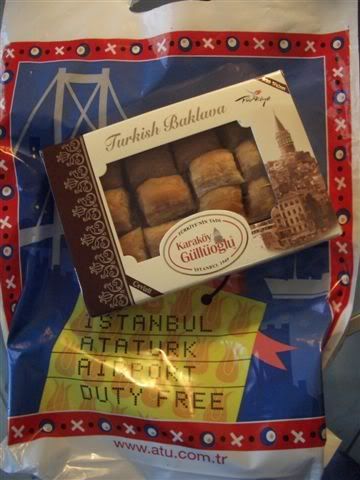 Türkiye
Turkish Baklava
TÜRKİYE'NİN TADI
Karaköy
Güllüoğlu
İSTANBUL 1949
Cevizli
ISTANBUL
ATATURK
AIRPORT
DUTY FREE
www.atu.com.tr